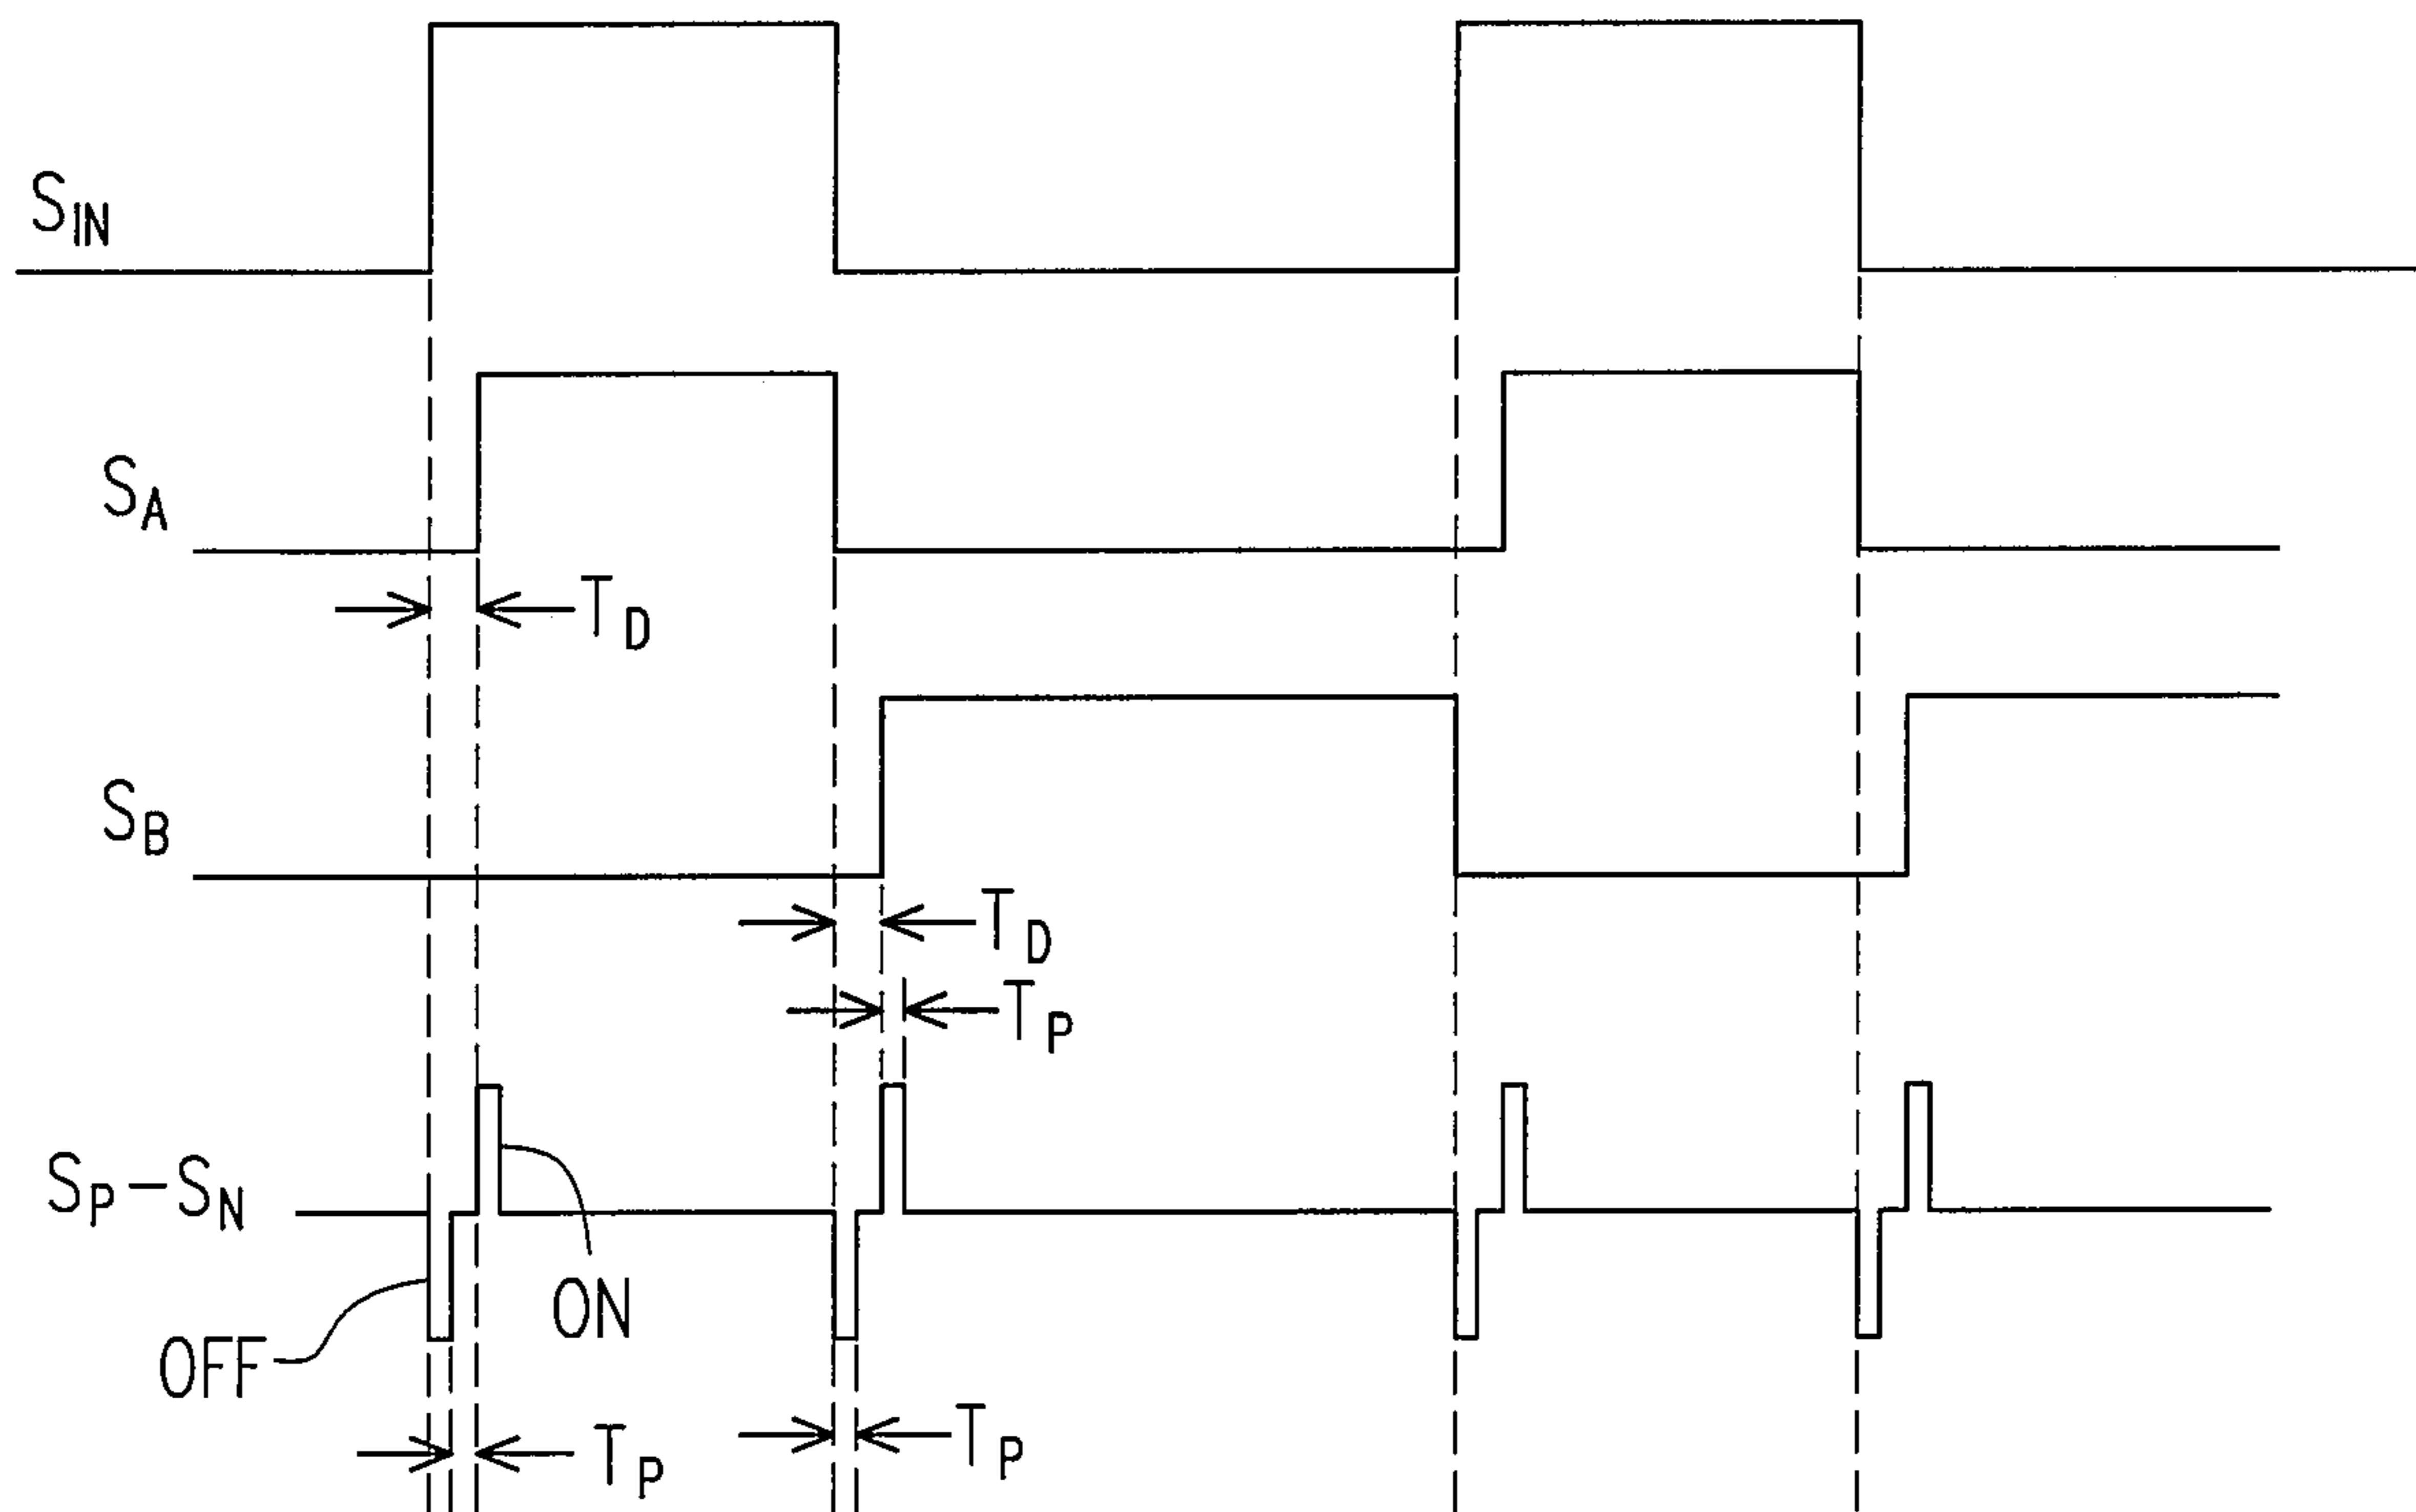 S_IN
S_A
T_D
S_B
T_D
T_P
S_P-S_N
ON
OFF
T_P
T_P